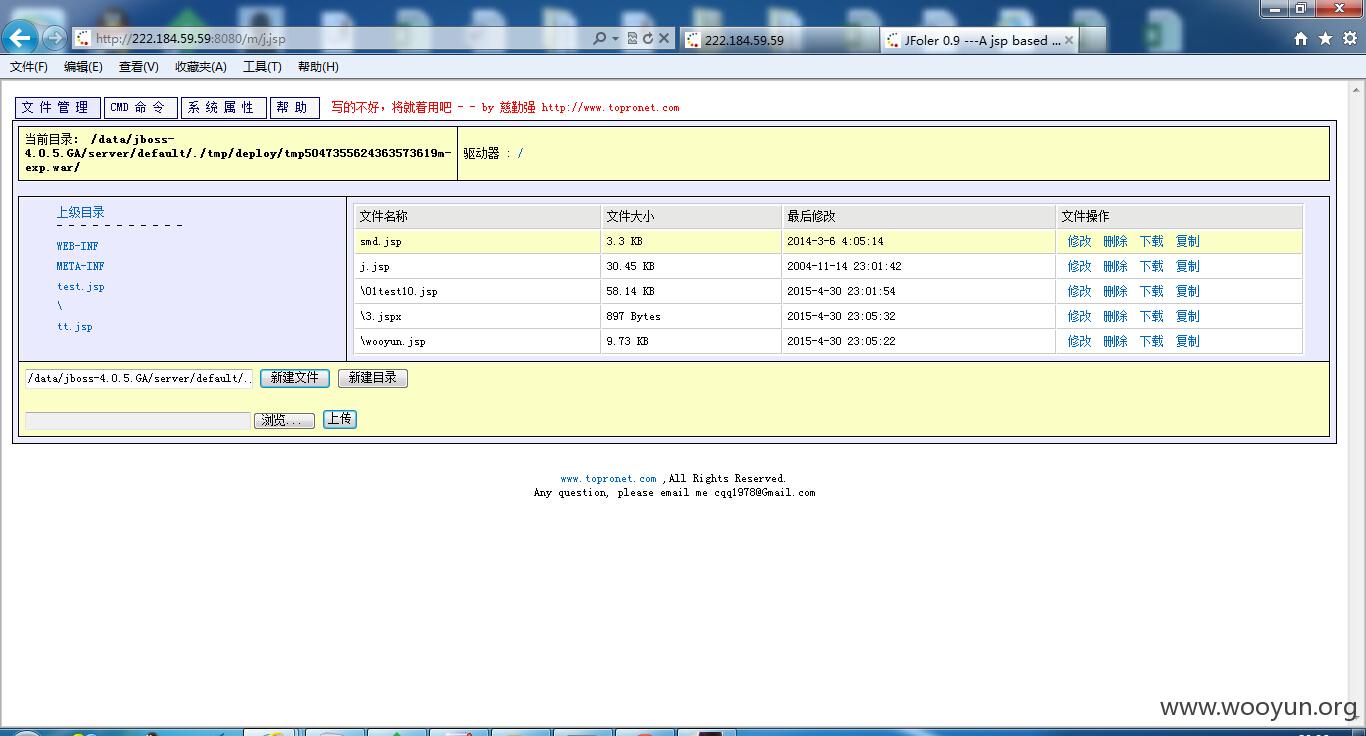 http://222.184.59.59:8080/m/j.jsp
222.184.59.59
JFoler 0.9 ---A jsp based ...
文件(F) 编辑(E) 查看(V) 收藏夹(A) 工具(T) 帮助(H)
文件管理 CMD 命令 系统属性 帮助 写的不好，将就着用吧 - - by 慈勤强 http://www.topronet.com
当前目录: /data/jboss-
4.0.5.GA/server/default/./tmp/deploy/tmp5047355624363573619m-
exp.war/
驱动器 : /
上级目录
- - - - - - - - - - -
WEB-INF
META-INF
test.jsp
\
tt.jsp
文件名称 文件大小 最后修改 文件操作
smd.jsp 3.3 KB 2014-3-6 4:05:14 修改 删除 下载 复制
j.jsp 30.45 KB 2004-11-14 23:01:42 修改 删除 下载 复制
\01test10.jsp 58.14 KB 2015-4-30 23:01:54 修改 删除 下载 复制
\3.jspx 897 Bytes 2015-4-30 23:05:32 修改 删除 下载 复制
\wooyun.jsp 9.73 KB 2015-4-30 23:05:22 修改 删除 下载 复制
/data/jboss-4.0.5.GA/server/default/.. 新建文件 新建目录
浏览... 上传
www.topronet.com ,All Rights Reserved.
Any question, please email me cqq1978@Gmail.com
www.wooyun.org